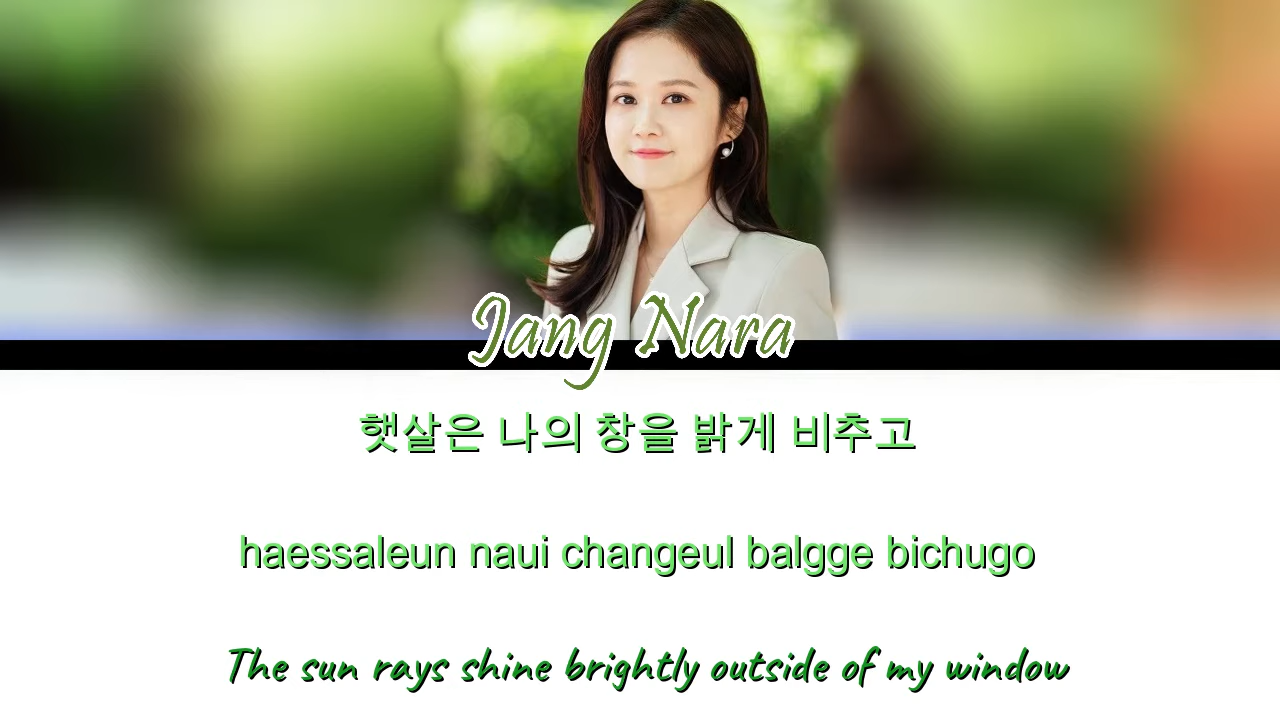 Jang Nara
햇살은 나의 창을 밝게 비추고
haessaleun naui changeul balgge bichugo
The sun rays shine brightly outside of my window